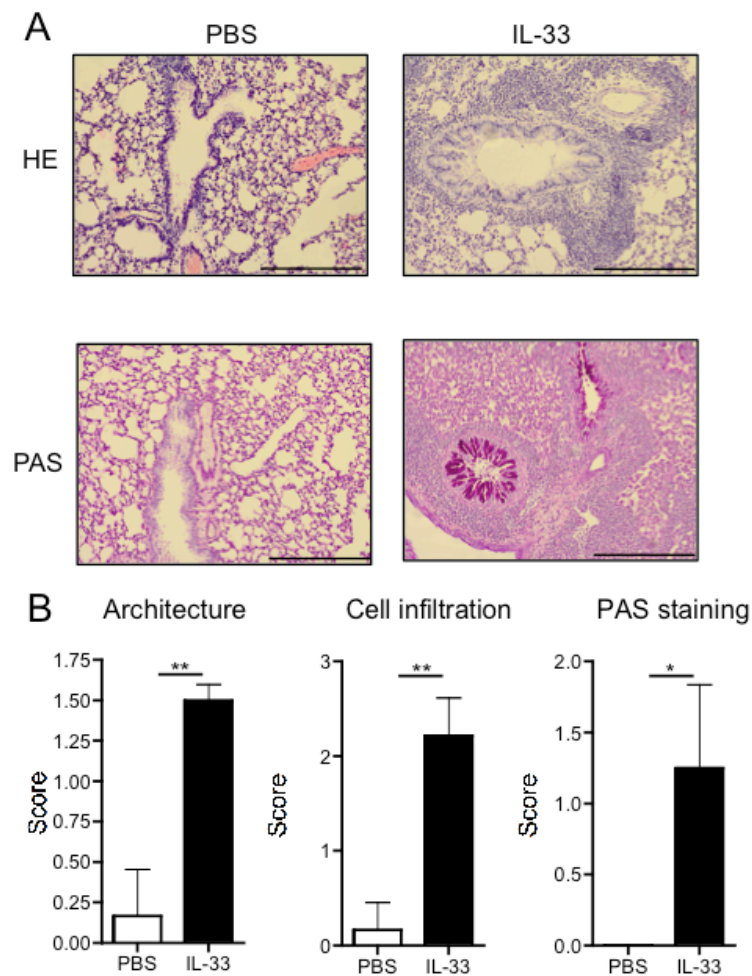 A
PBS
IL-33
HE
PAS
B
Architecture
Cell infiltration
PAS staining
Score
1.75
1.50
1.25
1.00
0.75
0.50
0.25
0.00
**
PBS
IL-33
Score
3
2
1
0
**
PBS
IL-33
Score
2.0
1.5
1.0
0.5
0.0
*
PBS
IL-33